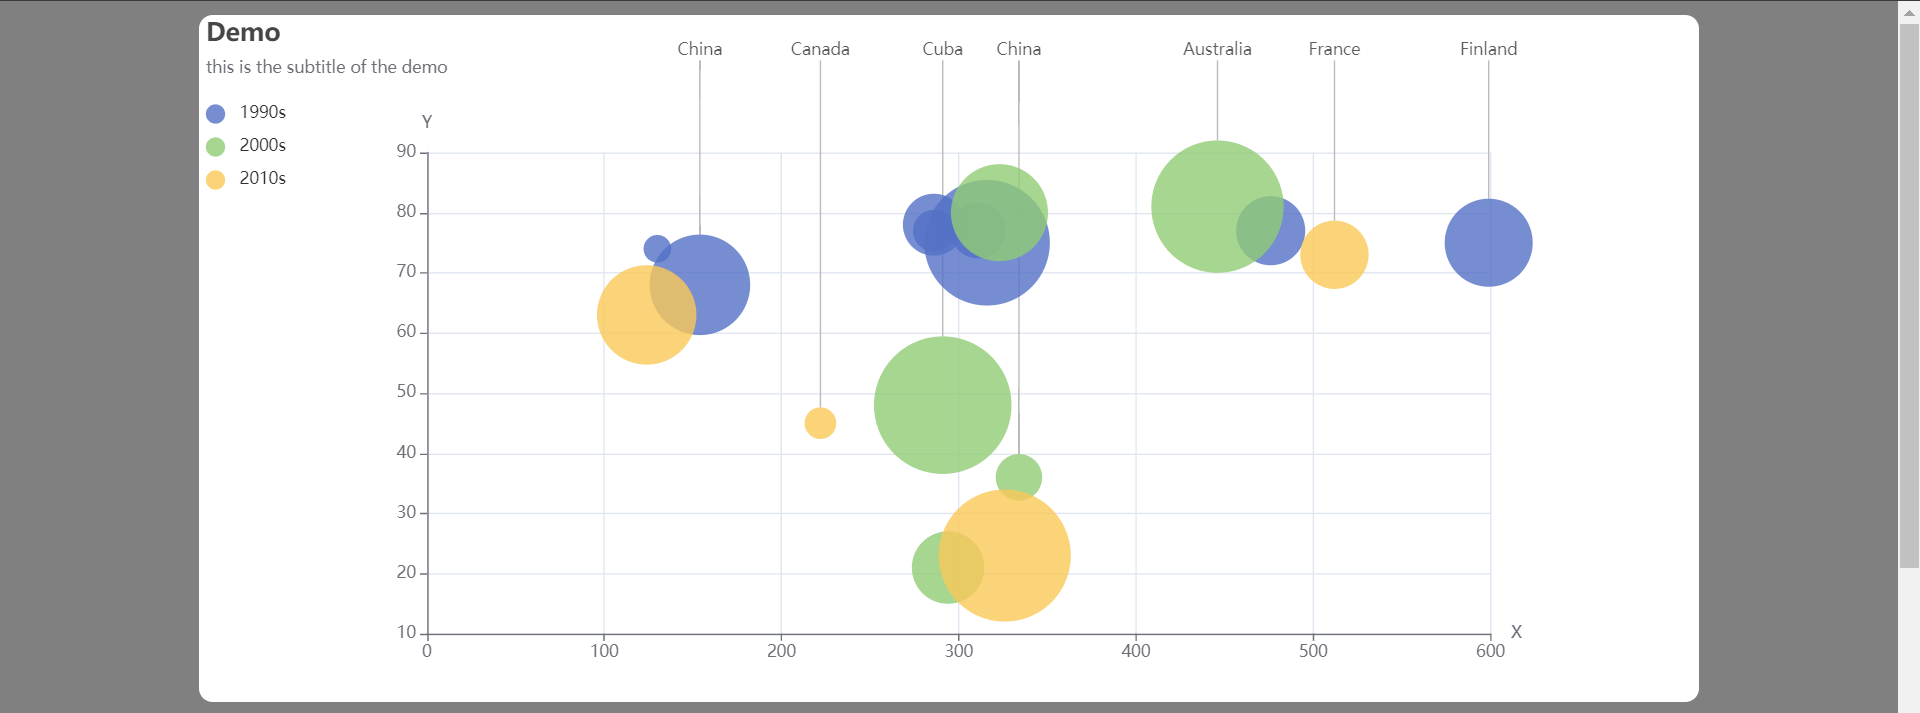 Demo
this is the subtitle of the demo
1990s
2000s
2010s
China
Canada
Cuba
China
Australia
France
Finland
Y
90
80
70
60
50
40
30
20
10
0
100
200
300
400
500
600
X